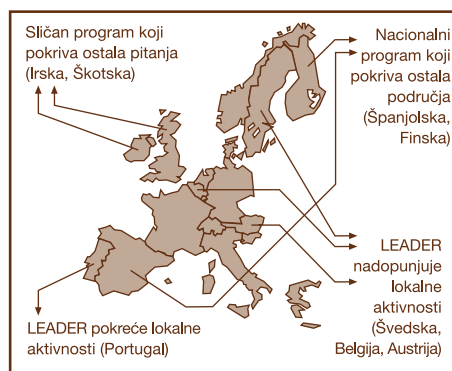 Sličan program koji
pokriva ostala pitanja
(Irska, Škotska)
Nacionalni
program koji
pokriva ostala
područja
(Španjolska,
Finska)
LEADER
nadopunjuje
lokalne
aktivnosti
(Švedska,
Belgija, Austrija)
LEADER pokreće lokalne
aktivnosti (Portugal)